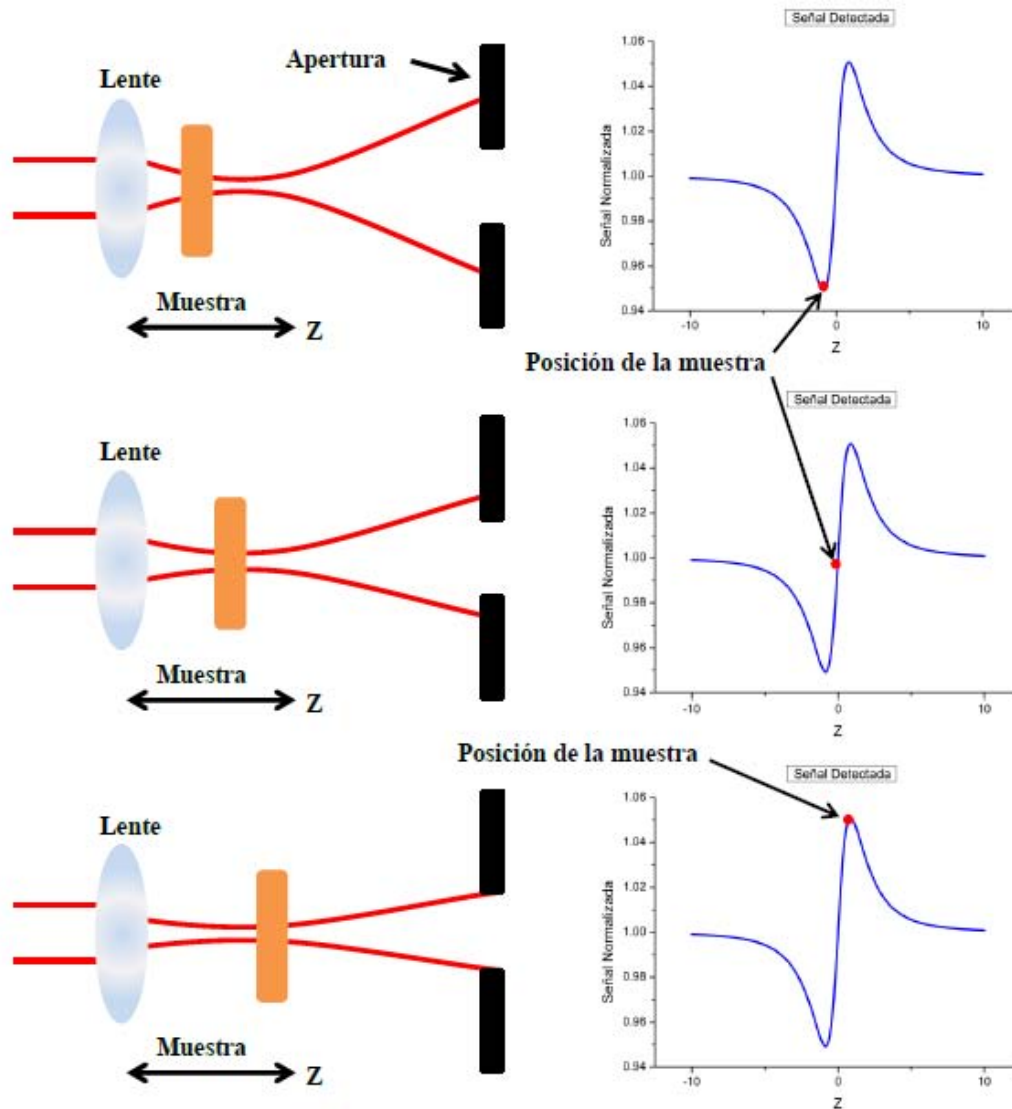 Señal Detectada
Apertura
Lente
1.06
1.04
1.02
1.00
0.98
0.96
0.94
Señal Normalizada
-10
0
10
Z
Muestra
Z
Posición de la muestra
Señal Detectada
Lente
1.06
1.04
1.02
1.00
0.98
0.96
0.94
Señal Normalizada
-10
0
10
Z
Muestra
Z
Posición de la muestra
Señal Detectada
Lente
1.06
1.04
1.02
1.00
0.98
0.96
0.94
Señal Normalizada
-10
0
10
Z
Muestra
Z